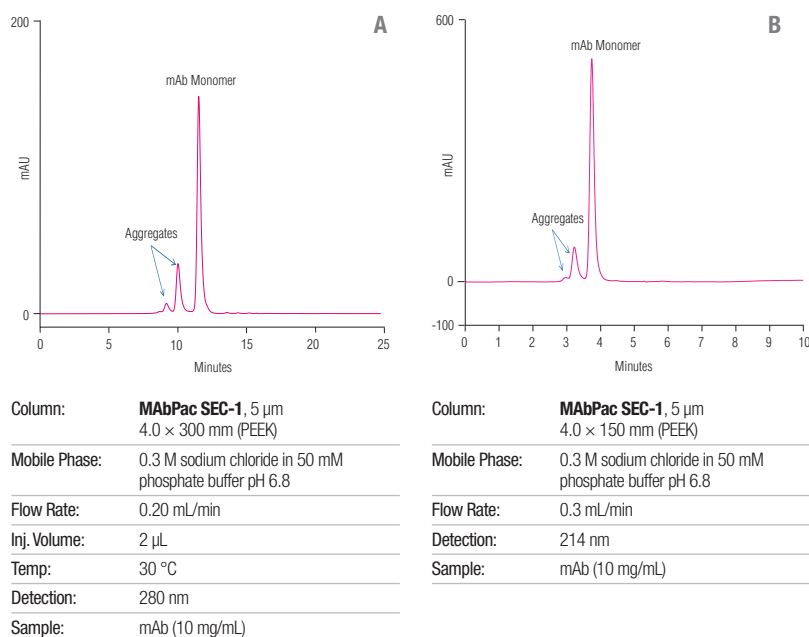 200
A
mAb Monomer
mAU
Aggregates
0
0 5 10 15 20 25
Minutes
600
B
mAb Monomer
mAU
Aggregates
0
-100
0 1 2 3 4 5 6 7 8 9 10
Minutes
Column: MAbPac SEC-1, 5 µm
4.0 × 300 mm (PEEK)
Mobile Phase: 0.3 M sodium chloride in 50 mM
phosphate buffer pH 6.8
Flow Rate: 0.20 mL/min
Inj. Volume: 2 µL
Temp: 30 °C
Detection: 280 nm
Sample: mAb (10 mg/mL)
Column: MAbPac SEC-1, 5 µm
4.0 × 150 mm (PEEK)
Mobile Phase: 0.3 M sodium chloride in 50 mM
phosphate buffer pH 6.8
Flow Rate: 0.3 mL/min
Detection: 214 nm
Sample: mAb (10 mg/mL)